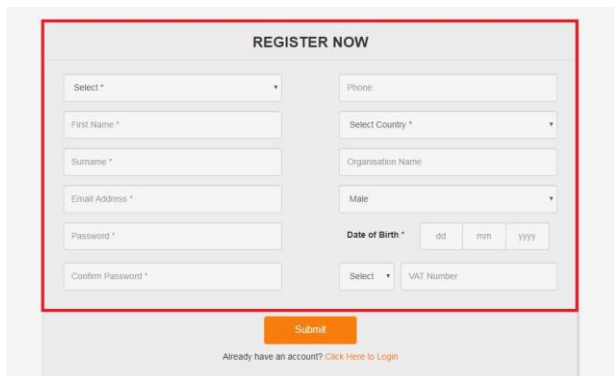 REGISTER NOW
Select *
Phone
First Name *
Select Country *
Surname *
Organisation Name
Email Address *
Male
Password *
Date of Birth * dd mm yyyy
Confirm Password *
Select VAT Number
Submit
Already have an account? Click Here to Login